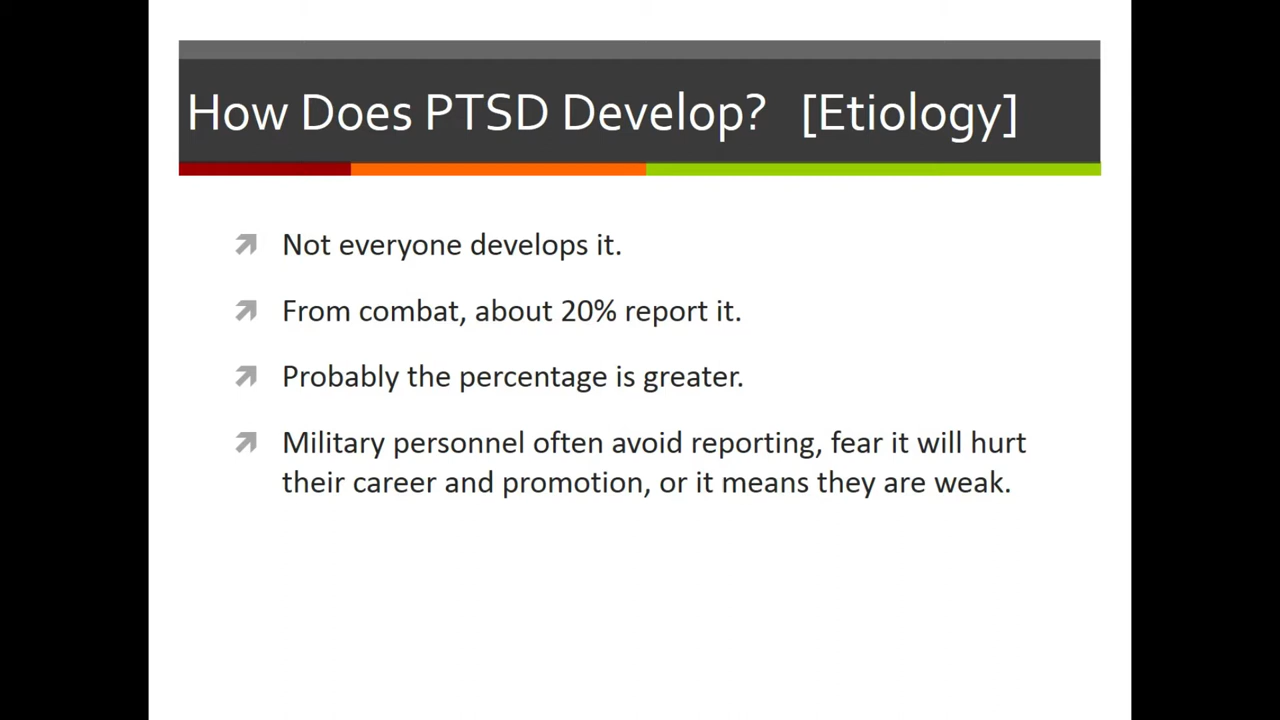 How Does PTSD Develop? [Etiology]
Not everyone develops it.
From combat, about 20% report it.
Probably the percentage is greater.
Military personnel often avoid reporting, fear it will hurt
their career and promotion, or it means they are weak.